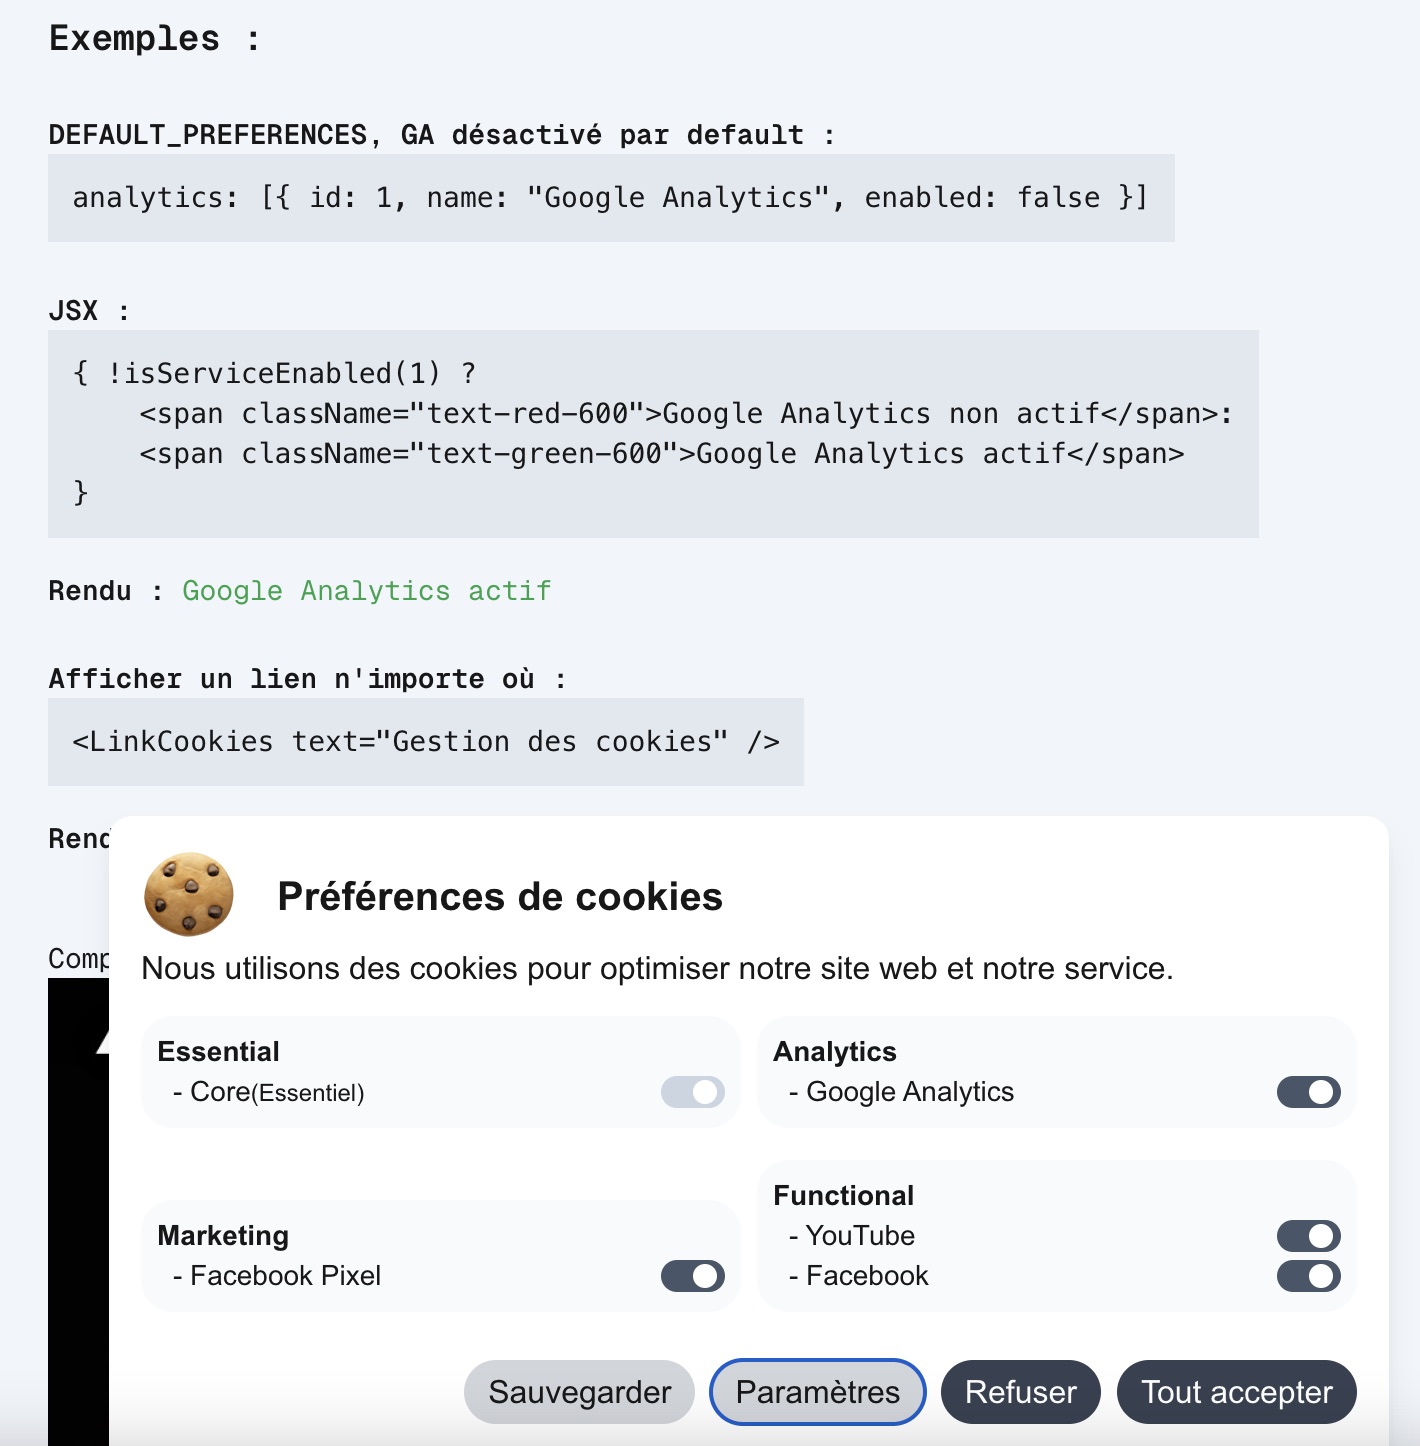 Exemples :
DEFAULT_PREFERENCES, GA désactivé par default :
analytics: [{ id: 1, name: "Google Analytics", enabled: false }]
JSX :
{ !isServiceEnabled(1) ?
<span className="text-red-600">Google Analytics non actif</span>:
<span className="text-green-600">Google Analytics actif</span>
}
Rendu : Google Analytics actif
Afficher un lien n'importe où :
<LinkCookies text="Gestion des cookies" />
Rend
Préférences de cookies
Comp
Nous utilisons des cookies pour optimiser notre site web et notre service.
Essential
- Core(Essentiel)
Analytics
- Google Analytics
Marketing
- Facebook Pixel
Functional
- YouTube
- Facebook
Sauvegarder
Paramètres
Refuser
Tout accepter